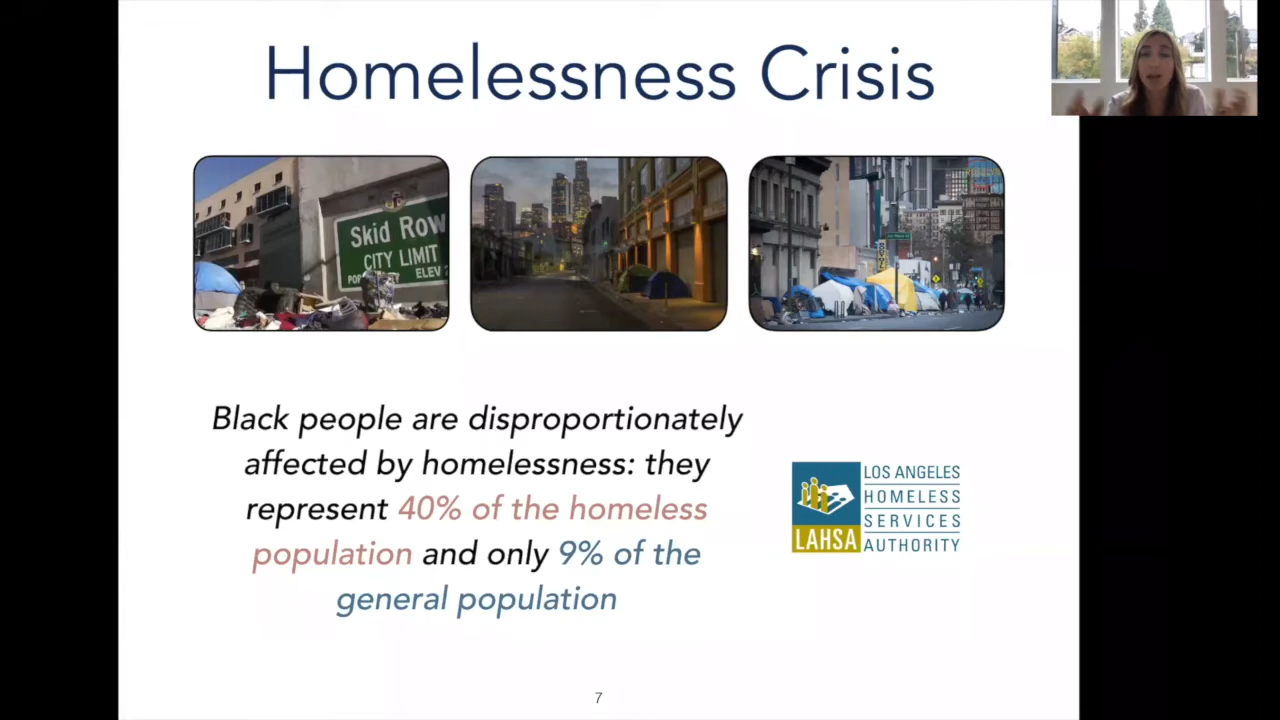 Homelessness Crisis
Skid Row
CITY LIMIT
ELEV
Black people are disproportionately
affected by homelessness: they
represent 40% of the homeless
population and only 9% of the
general population
LAHSA
LOS ANGELES
HOMELESS
SERVICES
AUTHORITY
7